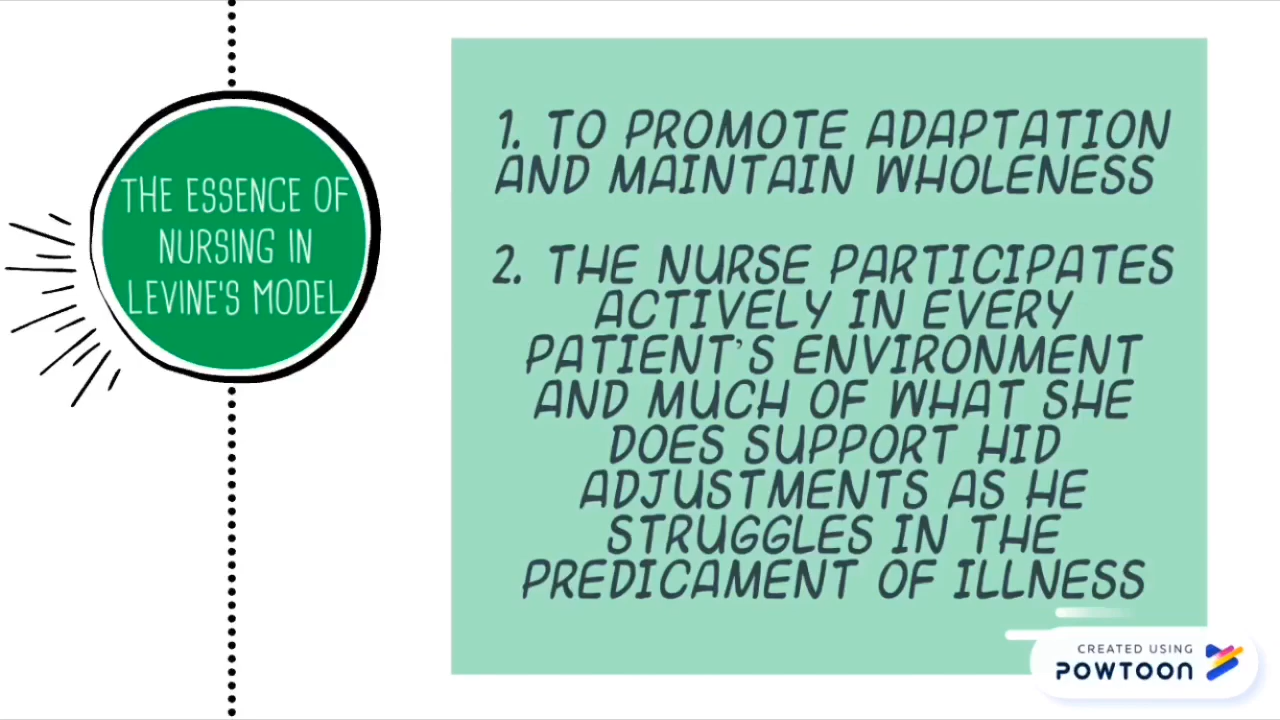 THE ESSENCE OF
NURSING IN
LEVINE'S MODEL
1. TO PROMOTE ADAPTATION
AND MAINTAIN WHOLENESS
2. THE NURSE PARTICIPATES
ACTIVELY IN EVERY
PATIENT'S ENVIRONMENT
AND MUCH OF WHAT SHE
DOES SUPPORT HID
ADJUSTMENTS AS HE
STRUGGLES IN THE
PREDICAMENT OF ILLNESS
CREATED USING
POWTOON